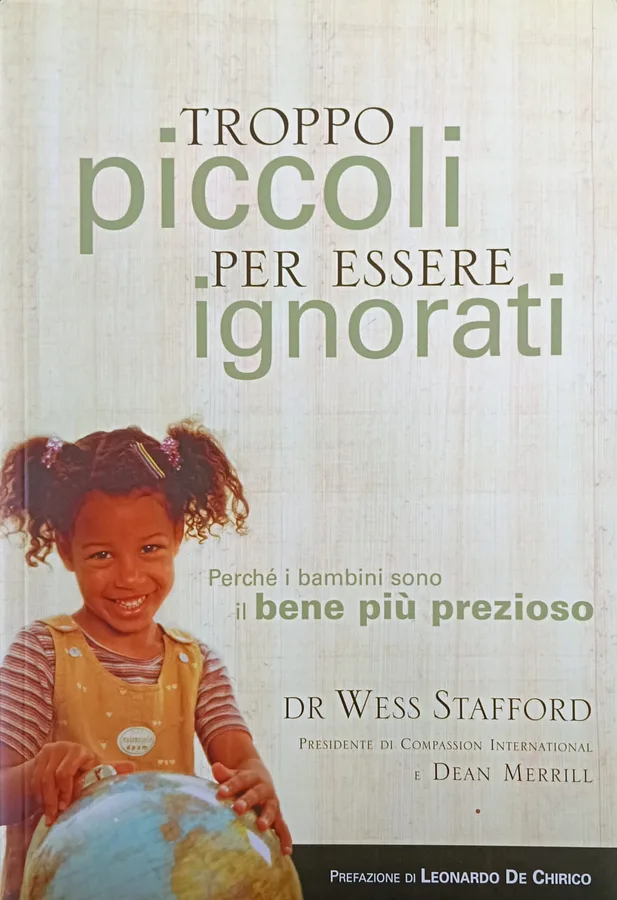 TROPPO
piccoli
PER ESSERE
ignorati
Perché i bambini sono
il bene più prezioso
DR WESS STAFFORD
PRESIDENTE DI COMPASSION INTERNATIONAL
E DEAN MERRILL
PREFAZIONE DI LEONARDO DE CHIRICO